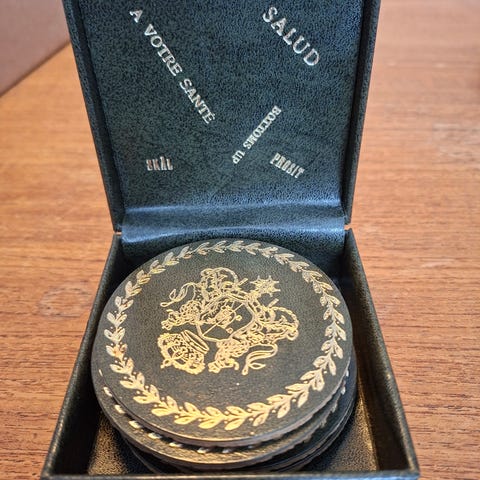 SALUD
A VOTRE SANTÉ
BOTTOMS UP
SKÅL
PROSIT